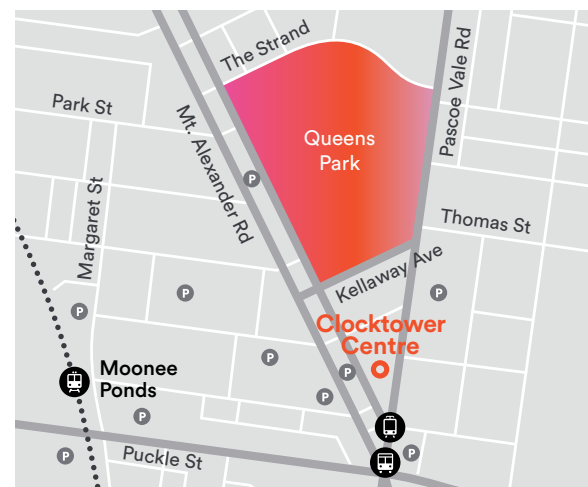 The Strand
Pascoe Vale Rd
Park St
Mt. Alexander Rd
Queens
Park
P
Margaret St
Thomas St
Kellaway Ave
P
P
P
Clocktower
Centre
P
P
Moonee
Ponds
P
P
P
P
Puckle St